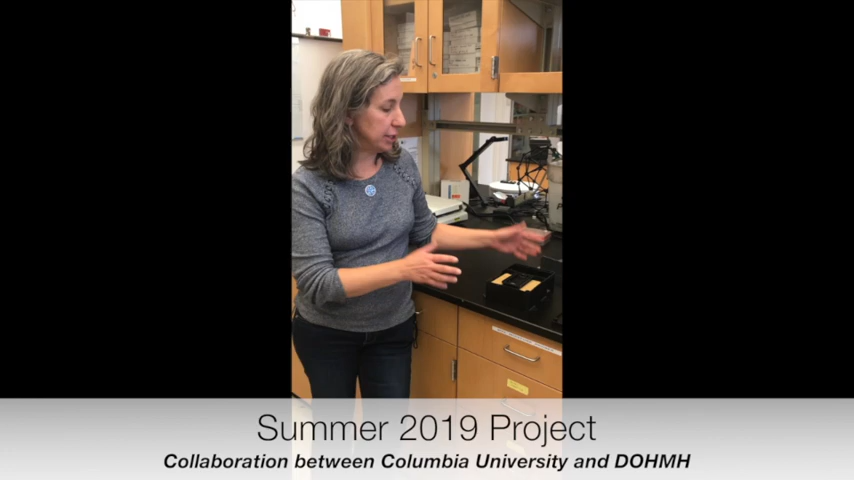 Summer 2019 Project
Collaboration between Columbia University and DOHMH